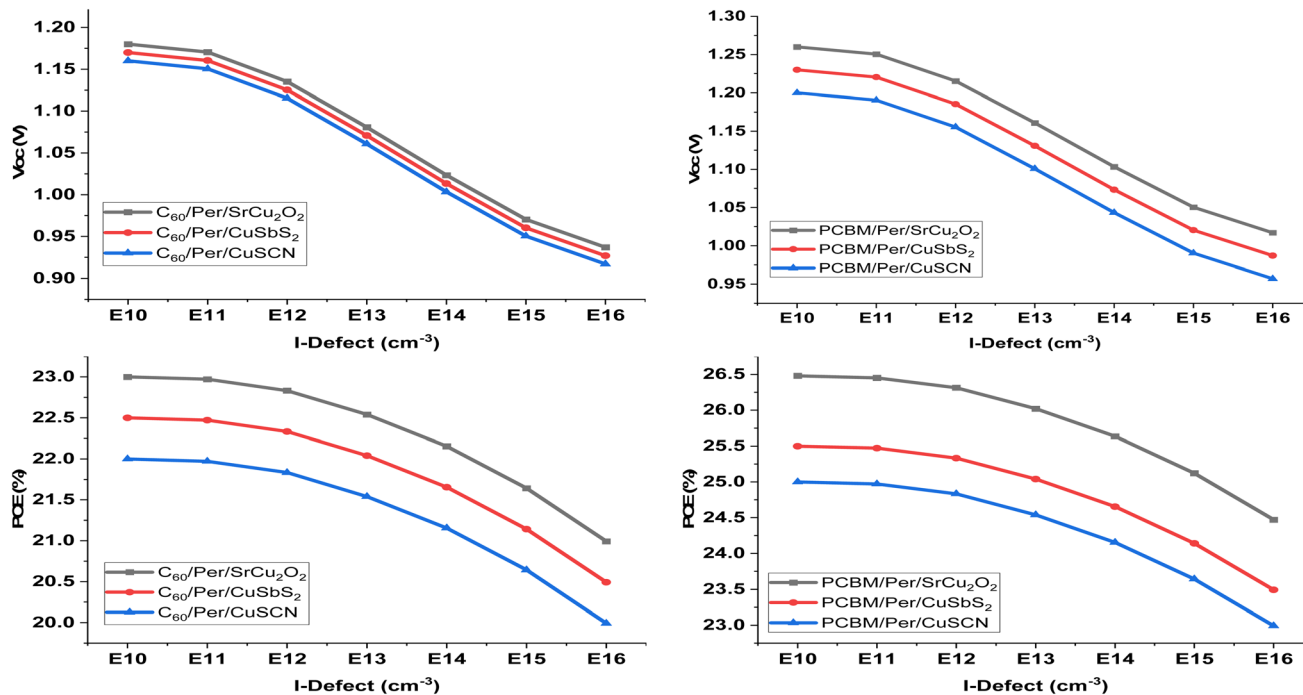 1.20
1.15
1.10
1.05
1.00
0.95
0.90
Voc (V)
C₆₀/Per/SrCu₂O₂
C₆₀/Per/CuSbS₂
C₆₀/Per/CuSCN
E10 E11 E12 E13 E14 E15 E16
I-Defect (cm⁻³)
1.30
1.25
1.20
1.15
1.10
1.05
1.00
0.95
Voc (V)
PCBM/Per/SrCu₂O₂
PCBM/Per/CuSbS₂
PCBM/Per/CuSCN
E10 E11 E12 E13 E14 E15 E16
I-Defect (cm⁻³)
23.0
22.5
22.0
21.5
21.0
20.5
20.0
PCE (%)
C₆₀/Per/SrCu₂O₂
C₆₀/Per/CuSbS₂
C₆₀/Per/CuSCN
E10 E11 E12 E13 E14 E15 E16
I-Defect (cm⁻³)
26.5
26.0
25.5
25.0
24.5
24.0
23.5
23.0
PCE (%)
PCBM/Per/SrCu₂O₂
PCBM/Per/CuSbS₂
PCBM/Per/CuSCN
E10 E11 E12 E13 E14 E15 E16
I-Defect (cm⁻³)